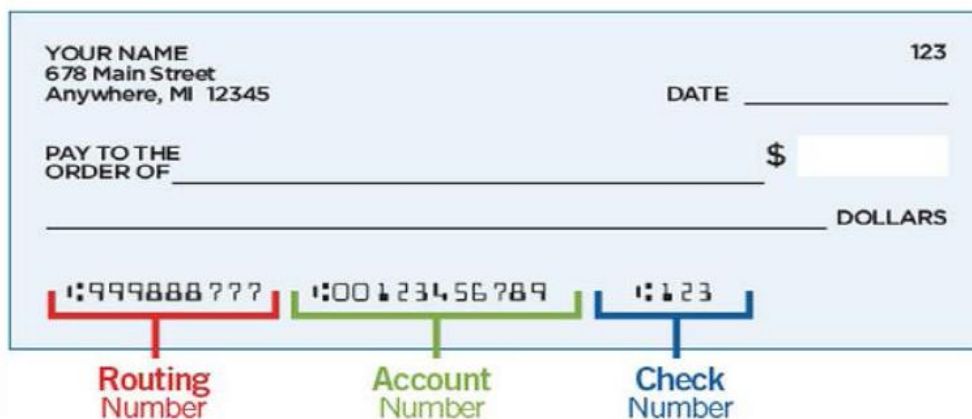 YOUR NAME 123
678 Main Street
Anywhere, MI 12345
DATE
PAY TO THE
ORDER OF $
DOLLARS
⑆999888777 ⑆00123456789 ⑆123
Routing Number
Account Number
Check Number